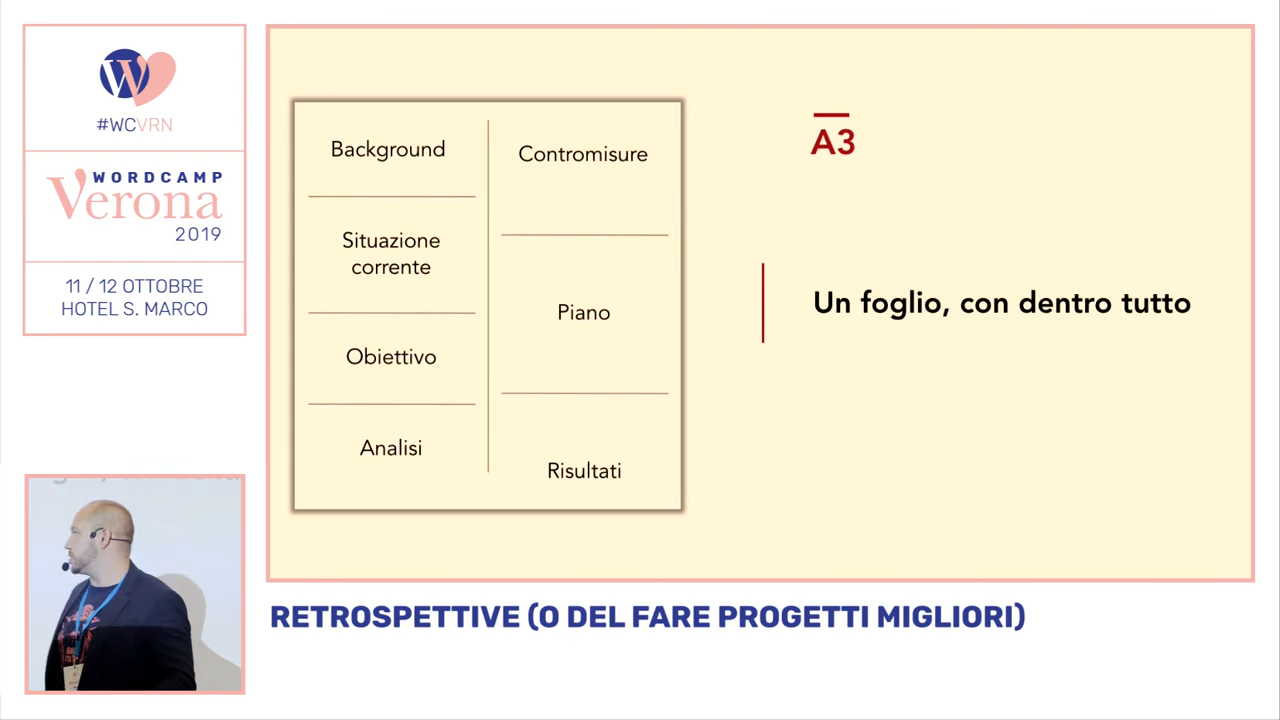 #WCVRN
WORDCAMP
Verona
2019
11 / 12 OTTOBRE
HOTEL S. MARCO
Background
Situazione
corrente
Obiettivo
Analisi
Contromisure
Piano
Risultati
A3
Un foglio, con dentro tutto
RETROSPETTIVE (O DEL FARE PROGETTI MIGLIORI)